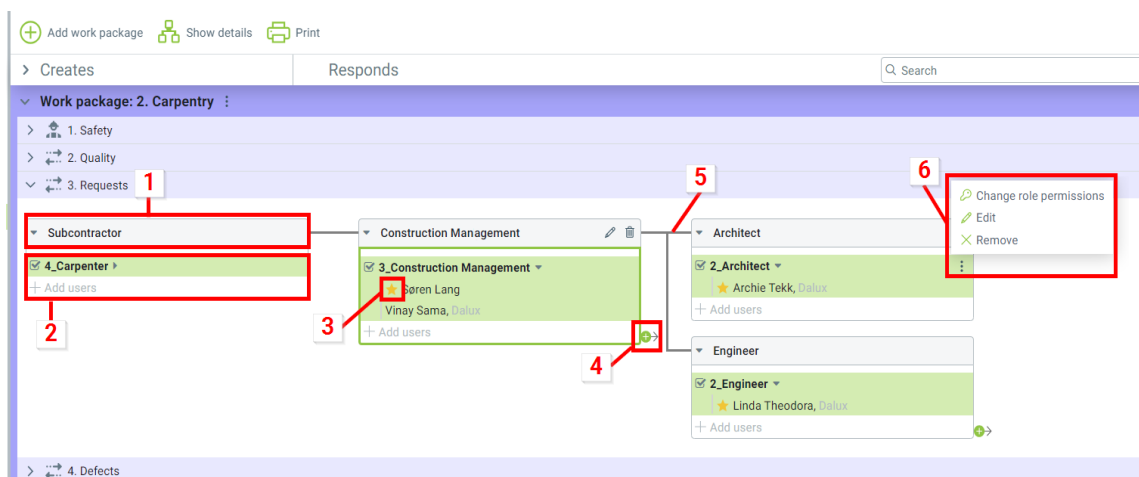 Add work package Show details Print
Creates Responds Search
Work package: 2. Carpentry
1. Safety
2. Quality
3. Requests
1
5
6
Change role permissions
Edit
Remove
Subcontractor Construction Management Architect
4_Carpenter 3_Construction Management 2_Architect
Add users Søren Lang Archie Tekk, Dalux
Vinay Sama, Dalux Add users
2
3
Add users
4
Engineer
2_Engineer
Linda Theodora, Dalux
Add users
4. Defects